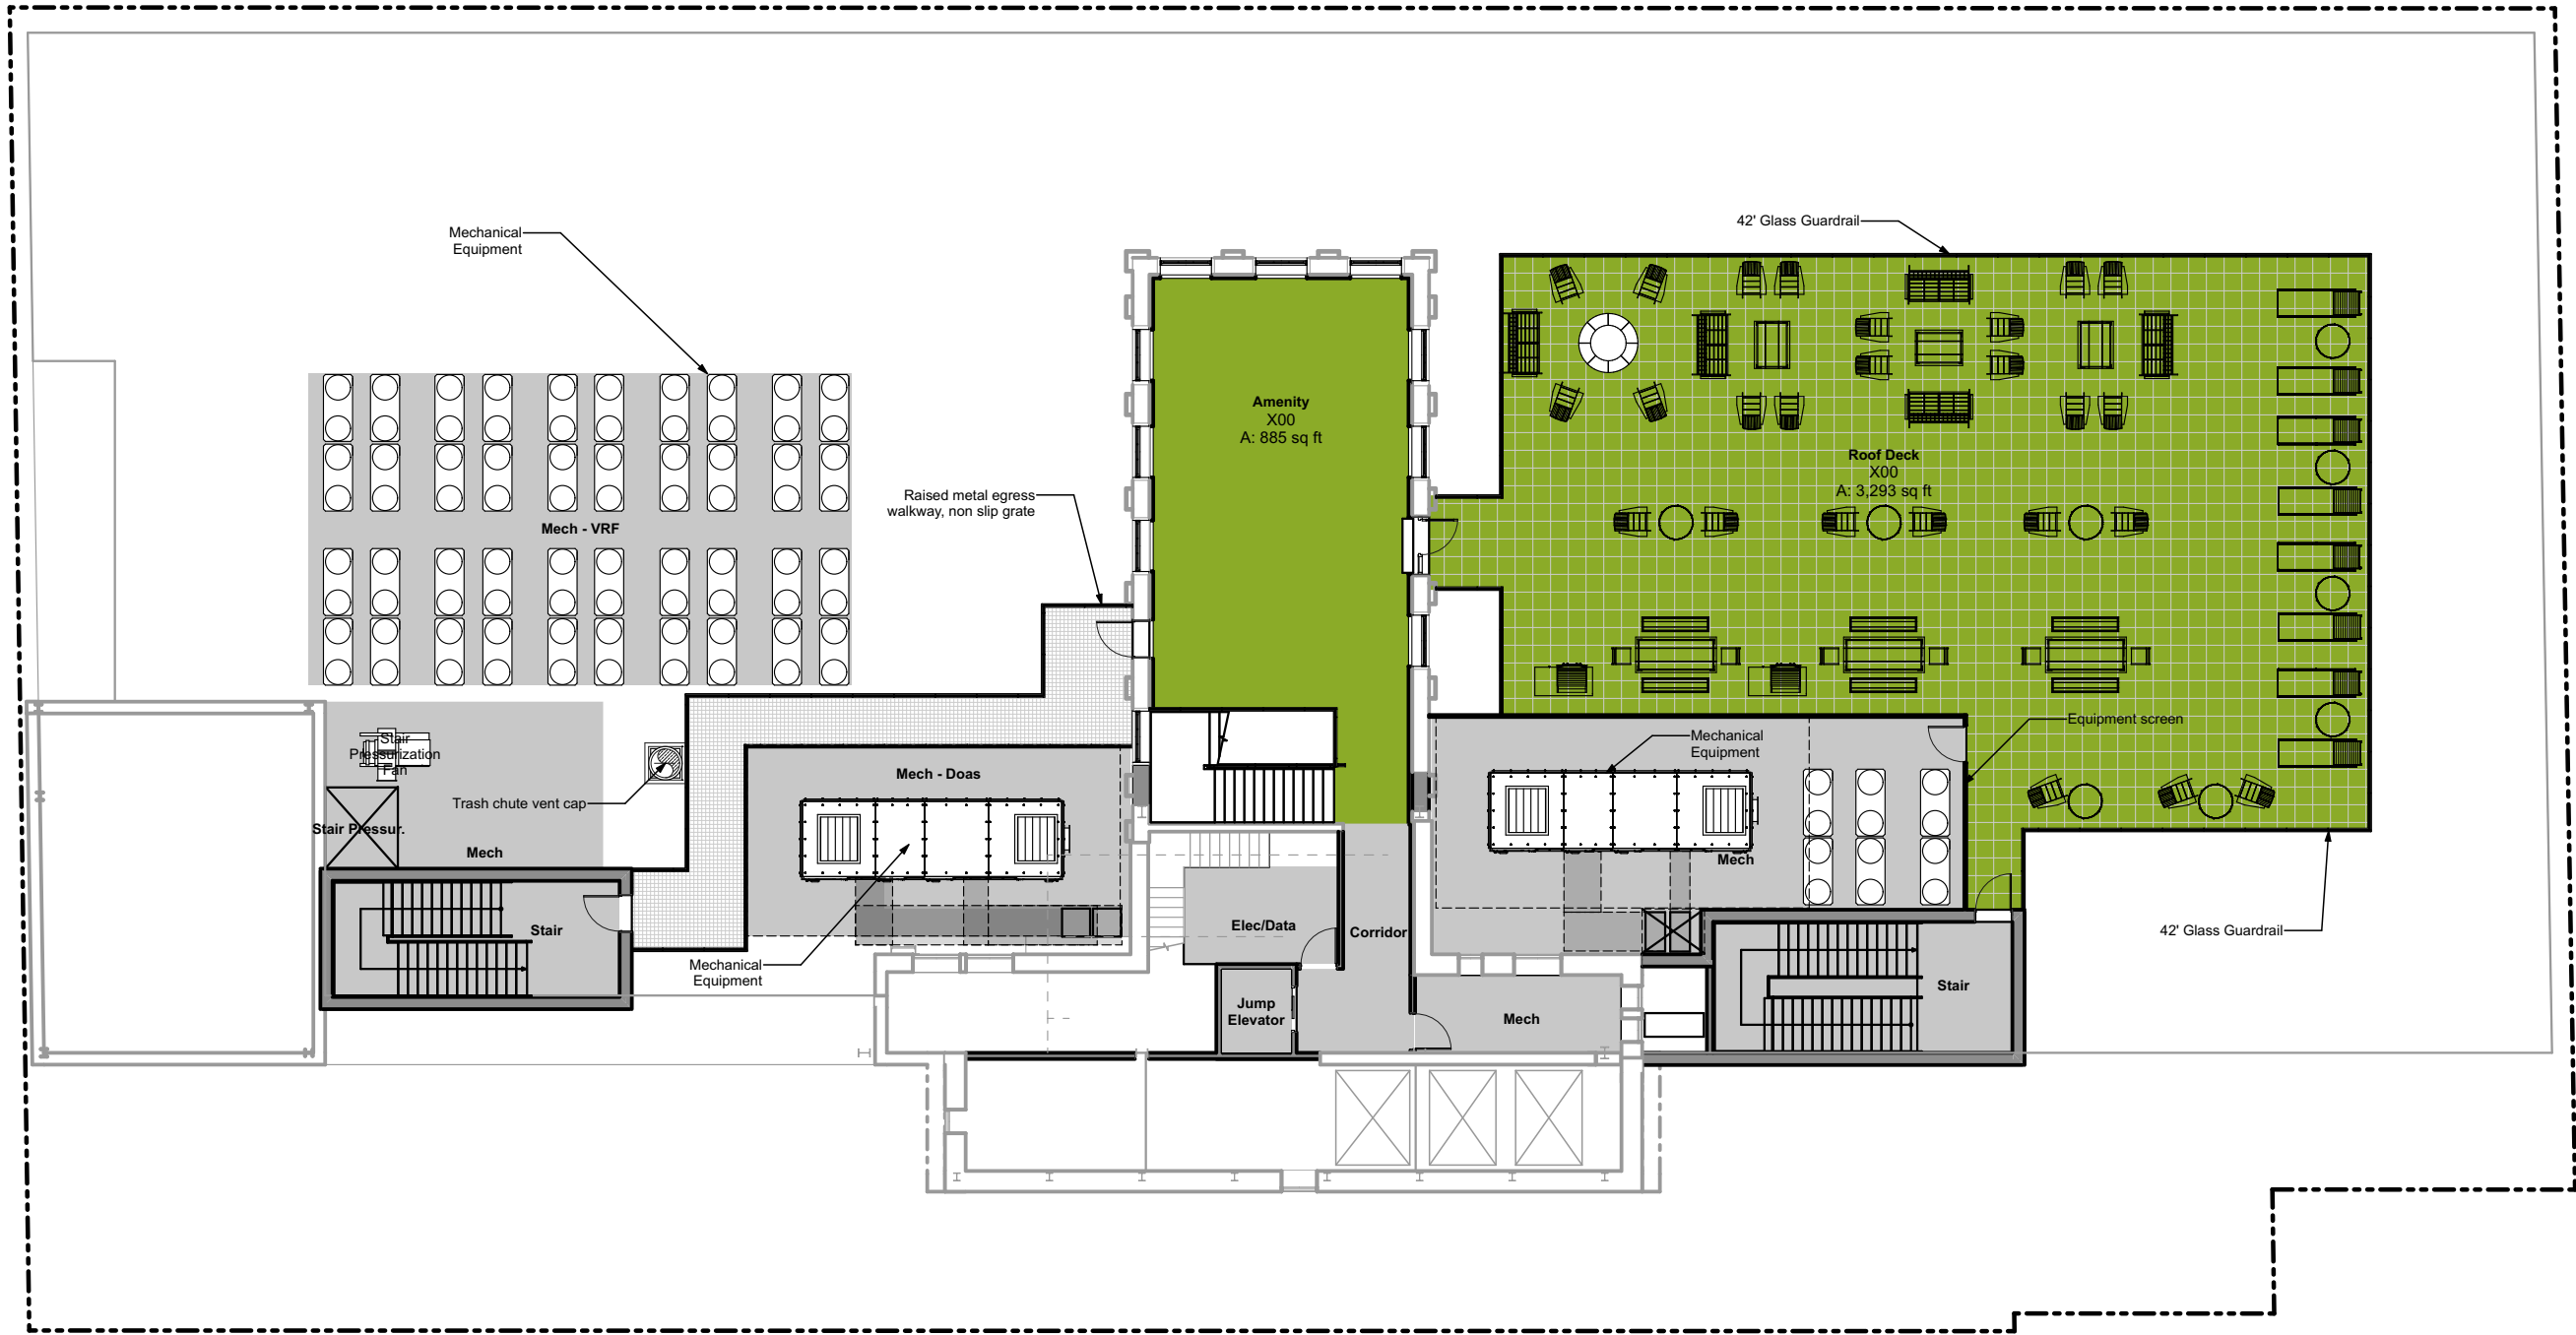 42' Glass Guardrail
Mechanical
Equipment
Amenity
X00
A: 885 sq ft
Roof Deck
X00
A: 3,293 sq ft
Raised metal egress
walkway, non slip grate
Mech - VRF
Equipment screen
Stair
Pressurization
Fan
Mechanical
Equipment
Mech - Doas
Trash chute vent cap
Stair Pressur.
Mech
Mech
Stair
Elec/Data
Corridor
42' Glass Guardrail
Mechanical
Equipment
Stair
Jump
Elevator
Mech